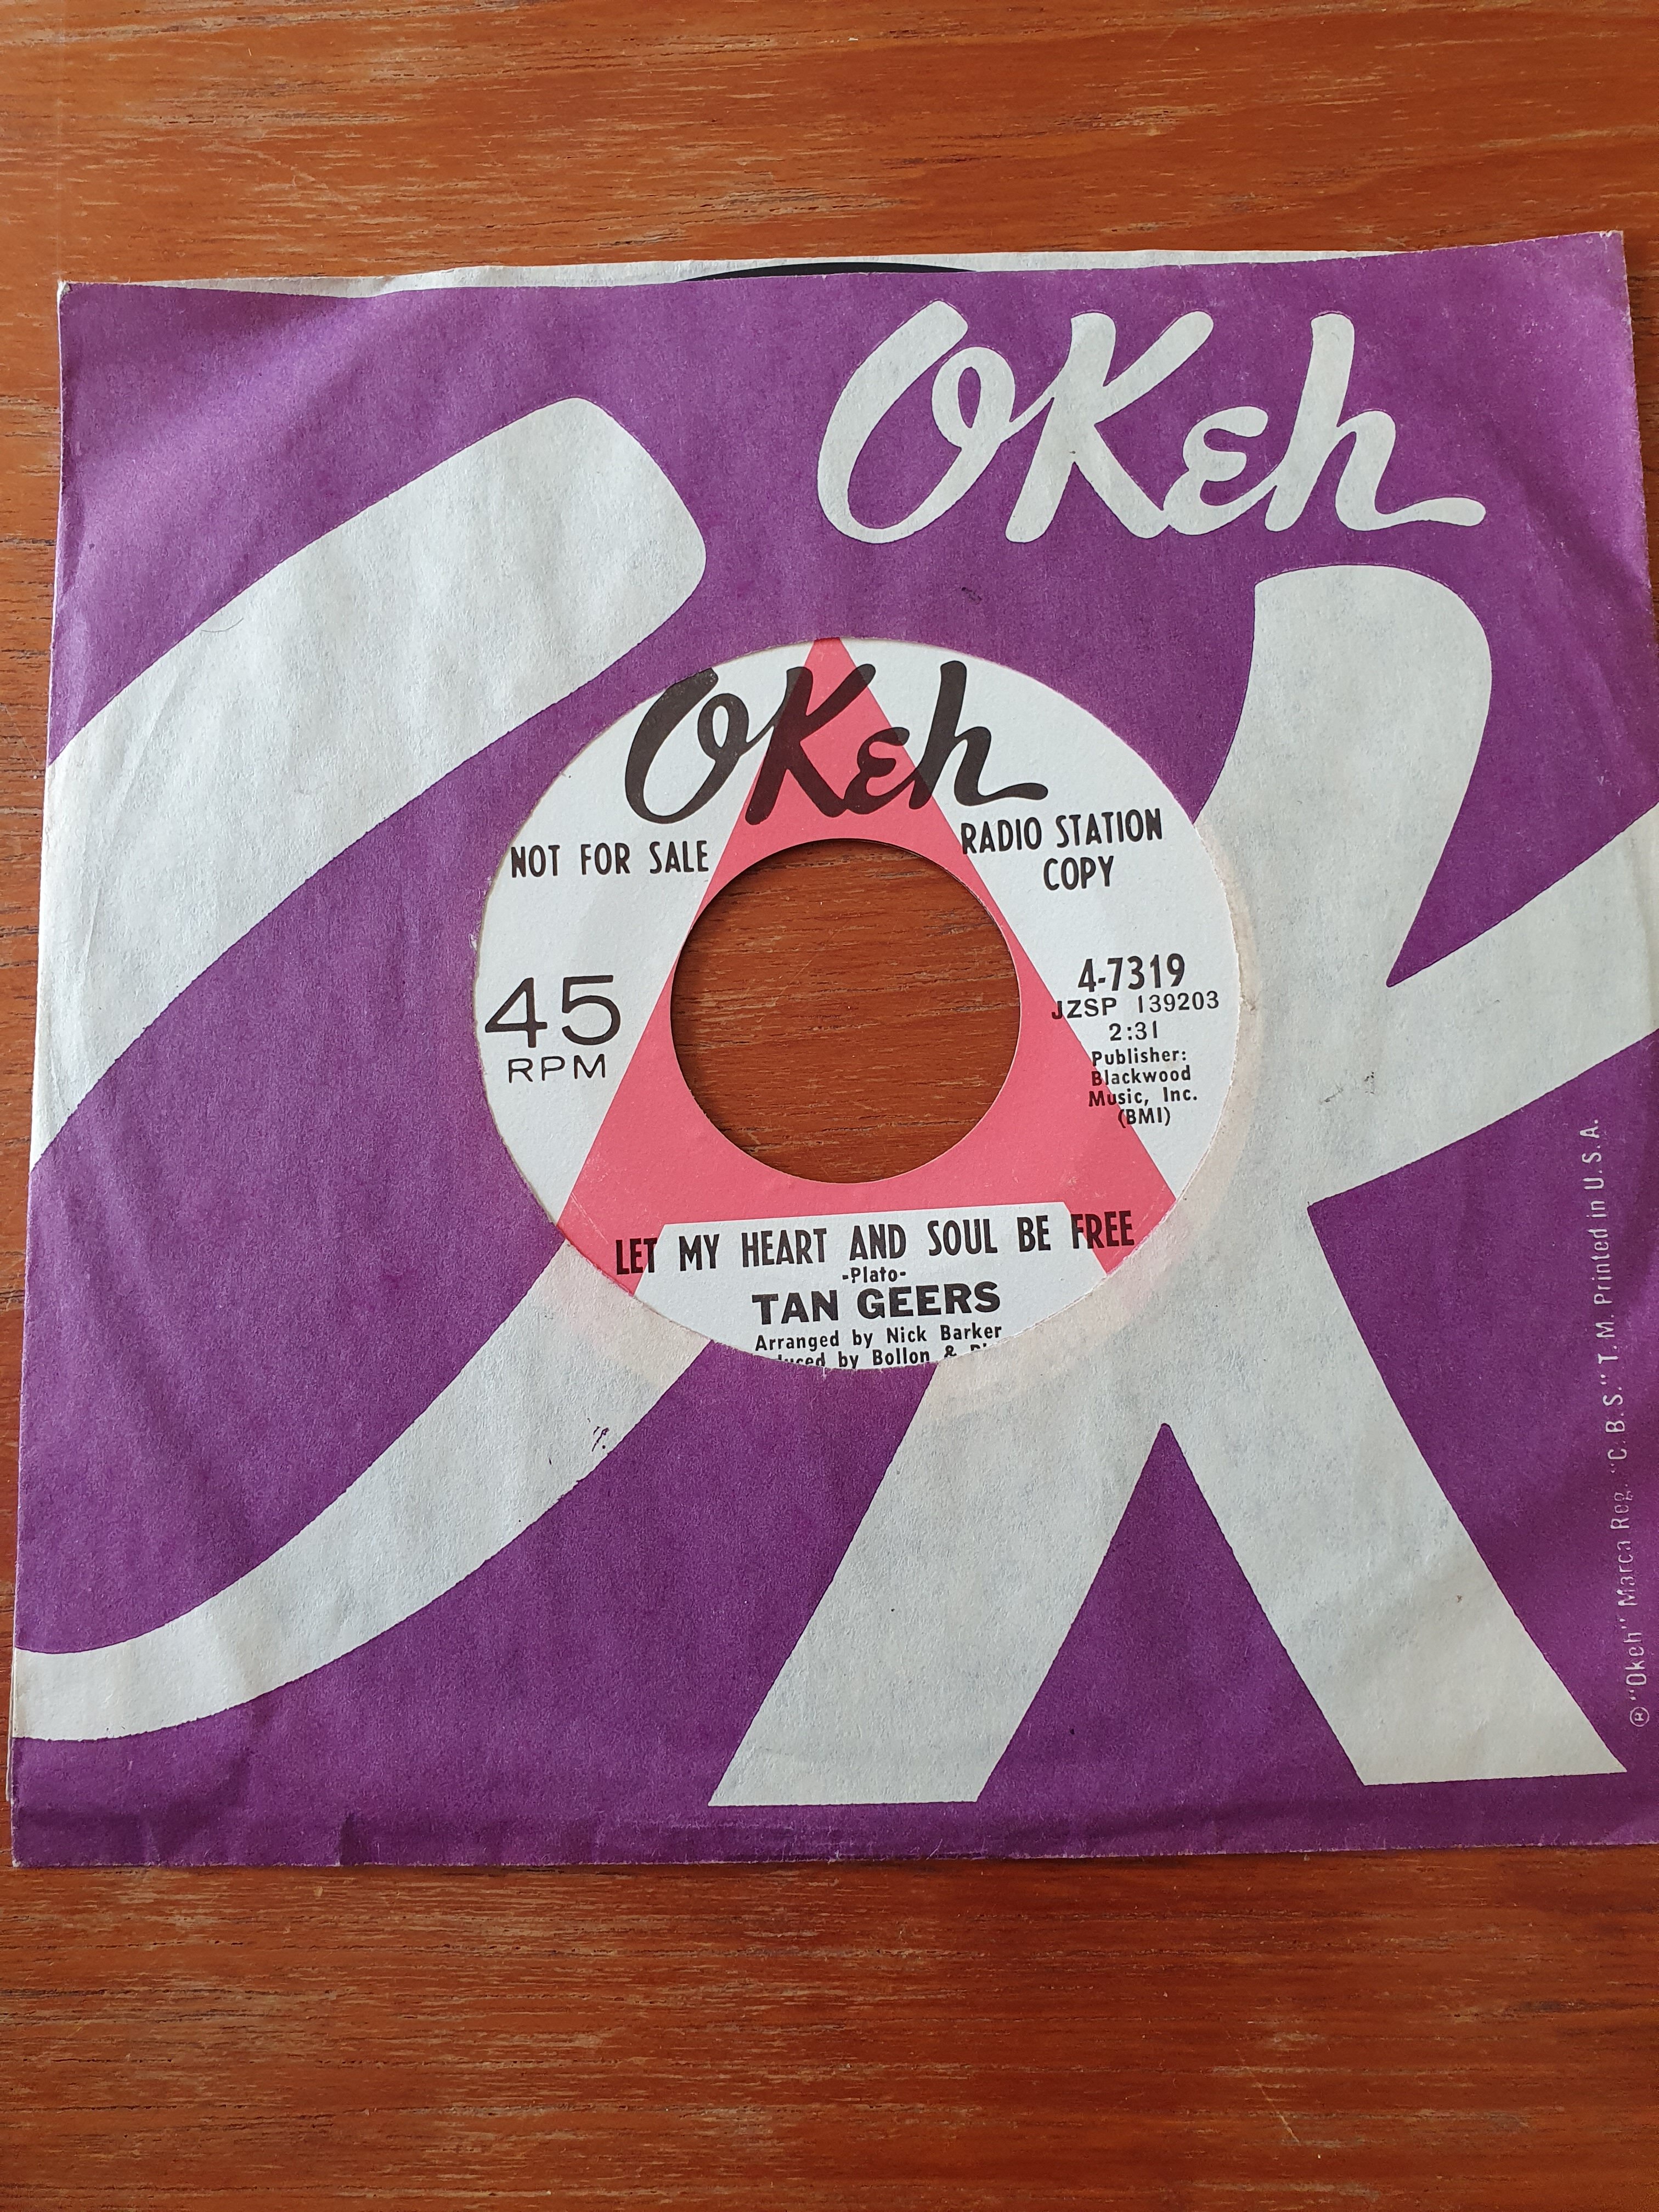 OKeh
OKeh
NOT FOR SALE
RADIO STATION
COPY
45
RPM
4-7319
JZSP 139203
2:31
Publisher:
Blackwood
Music, Inc.
(BMI)
LET MY HEART AND SOUL BE FREE
-Plato-
TAN GEERS
Arranged by Nick Barker
by Bollon &
® "Okeh" Marca Reg. "C.B.S." T.M. Printed in U.S.A.